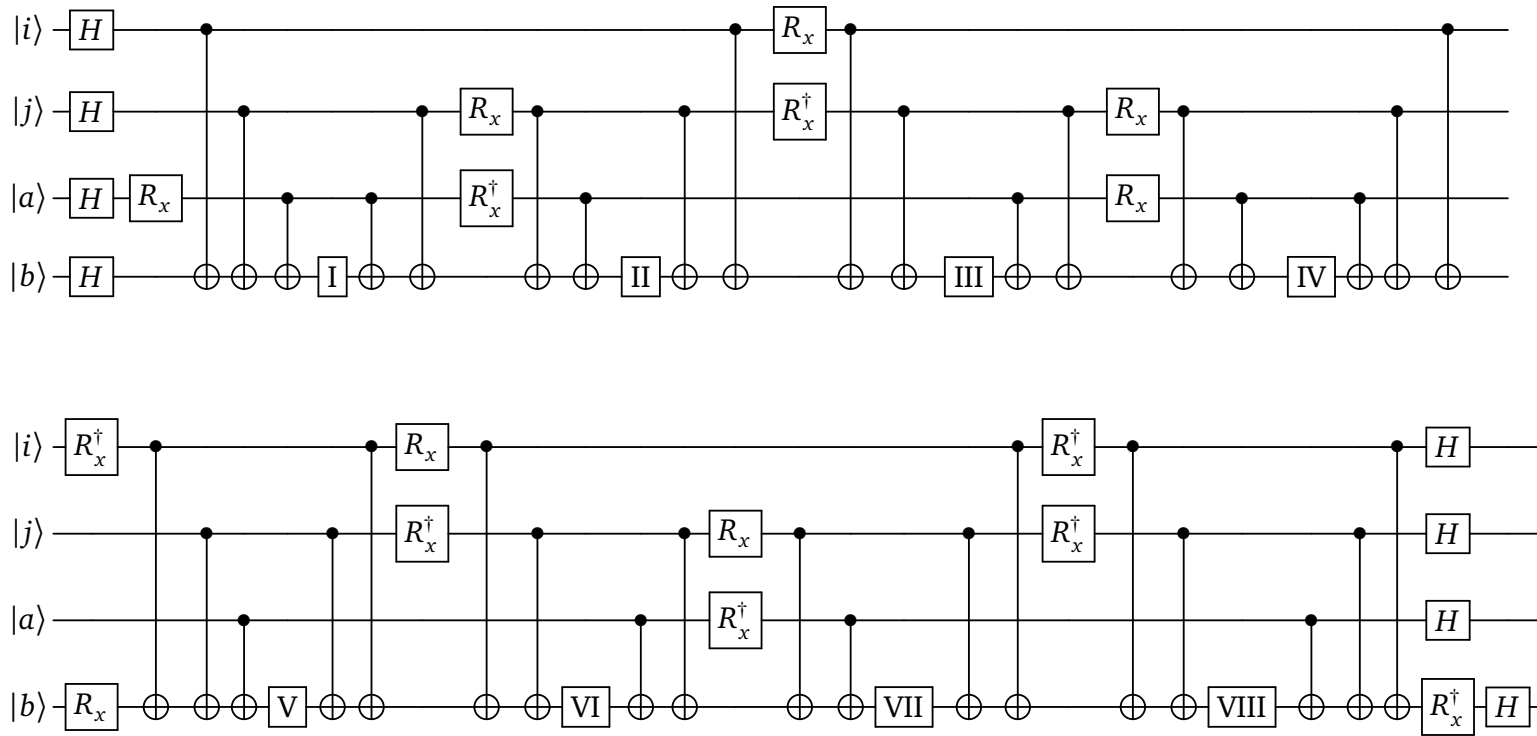 |i⟩ H R_x
|j⟩ H R_x R_x^† R_x
|a⟩ H R_x R_x^† R_x
|b⟩ H I II III IV
|i⟩ R_x^† R_x R_x^† H
|j⟩ R_x^† R_x R_x^† H
|a⟩ R_x^† H
|b⟩ R_x V VI VII VIII R_x^† H